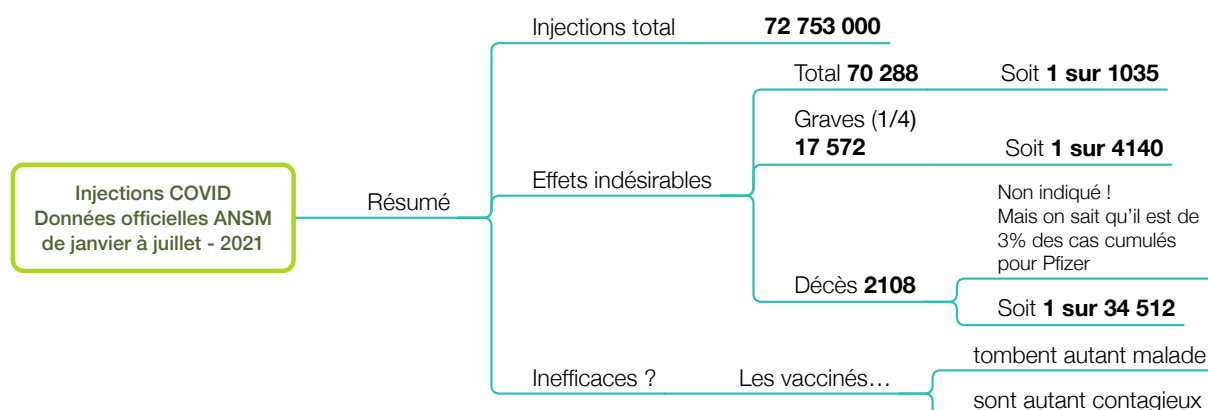 Injections COVID
Données officielles ANSM
de janvier à juillet - 2021
Résumé
Injections total 72 753 000
Effets indésirables
Total 70 288 Soit 1 sur 1035
Graves (1/4)
17 572 Soit 1 sur 4140
Décès 2108
Non indiqué !
Mais on sait qu'il est de
3% des cas cumulés
pour Pfizer
Soit 1 sur 34 512
Inefficaces ? Les vaccinés…
tombent autant malade
sont autant contagieux